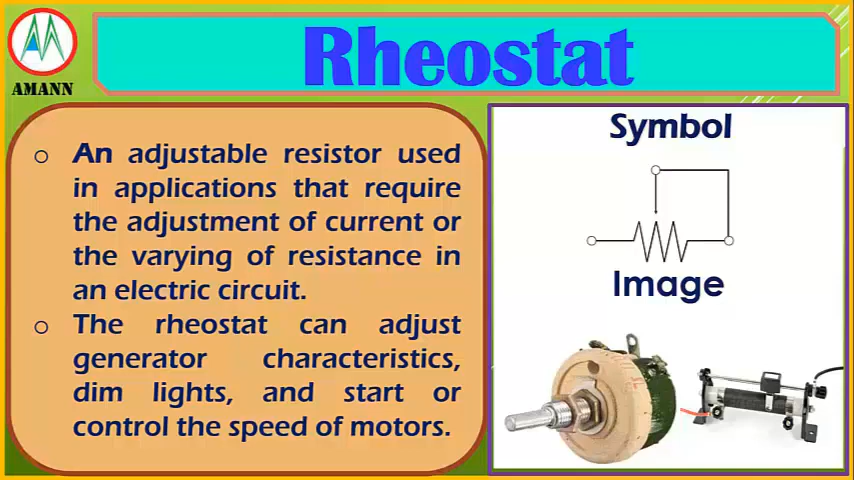 Rheostat
AMANN
o An adjustable resistor used
in applications that require
the adjustment of current or
the varying of resistance in
an electric circuit.
o The rheostat can adjust
generator characteristics,
dim lights, and start or
control the speed of motors.
Symbol
Image